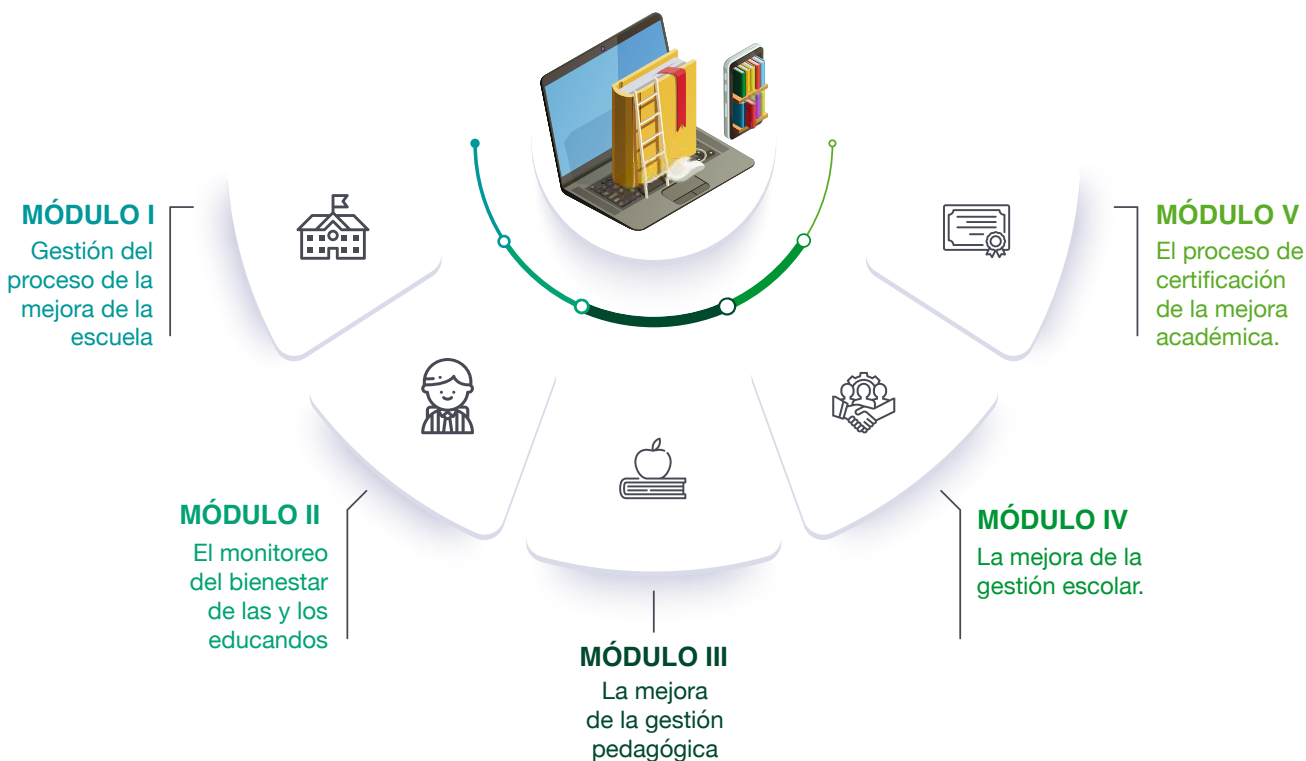 MÓDULO I
Gestión del
proceso de la
mejora de la
escuela
MÓDULO II
El monitoreo
del bienestar
de las y los
educandos
MÓDULO III
La mejora
de la gestión
pedagógica
MÓDULO IV
La mejora de la
gestión escolar.
MÓDULO V
El proceso de
certificación
de la mejora
académica.